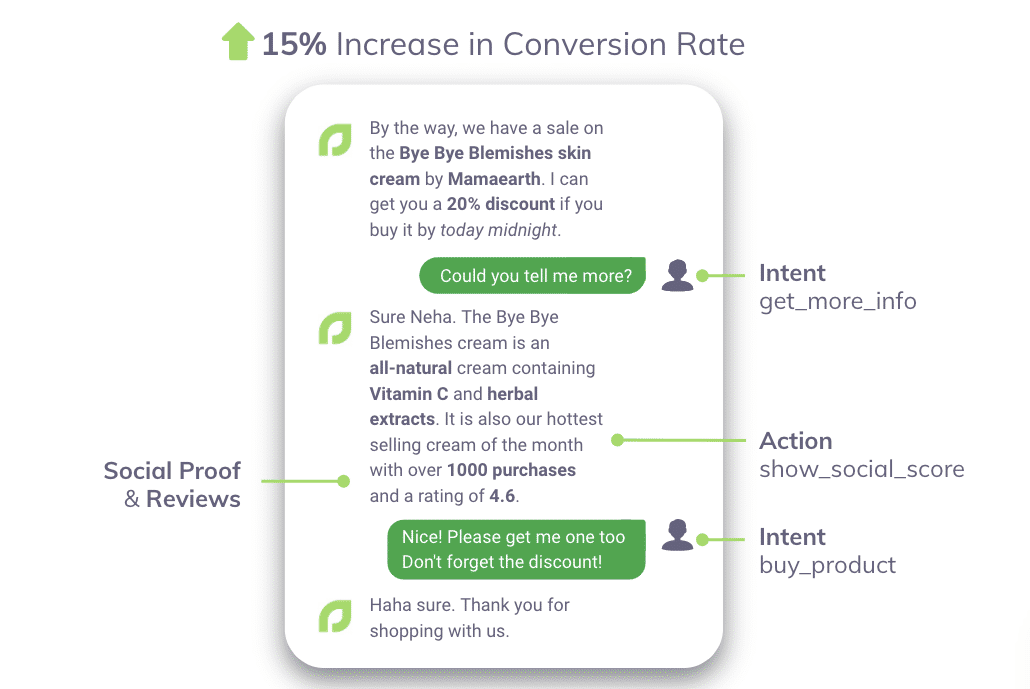 15% Increase in Conversion Rate
By the way, we have a sale on
the Bye Bye Blemishes skin
cream by Mamaearth. I can
get you a 20% discount if you
buy it by today midnight.
Could you tell me more?
Intent
get_more_info
Sure Neha. The Bye Bye
Blemishes cream is an
all-natural cream containing
Vitamin C and herbal
extracts. It is also our hottest
selling cream of the month
with over 1000 purchases
and a rating of 4.6.
Action
show_social_score
Social Proof
& Reviews
Nice! Please get me one too
Don't forget the discount!
Intent
buy_product
Haha sure. Thank you for
shopping with us.